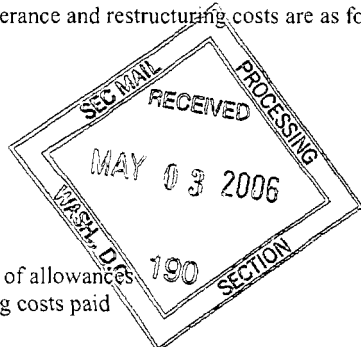 erance and restructuring costs are as fo
SEC MAIL
PROCESSING
RECEIVED
MAY 03 2006
WASH., D.C.
190
SECTION
of allowances
g costs paid